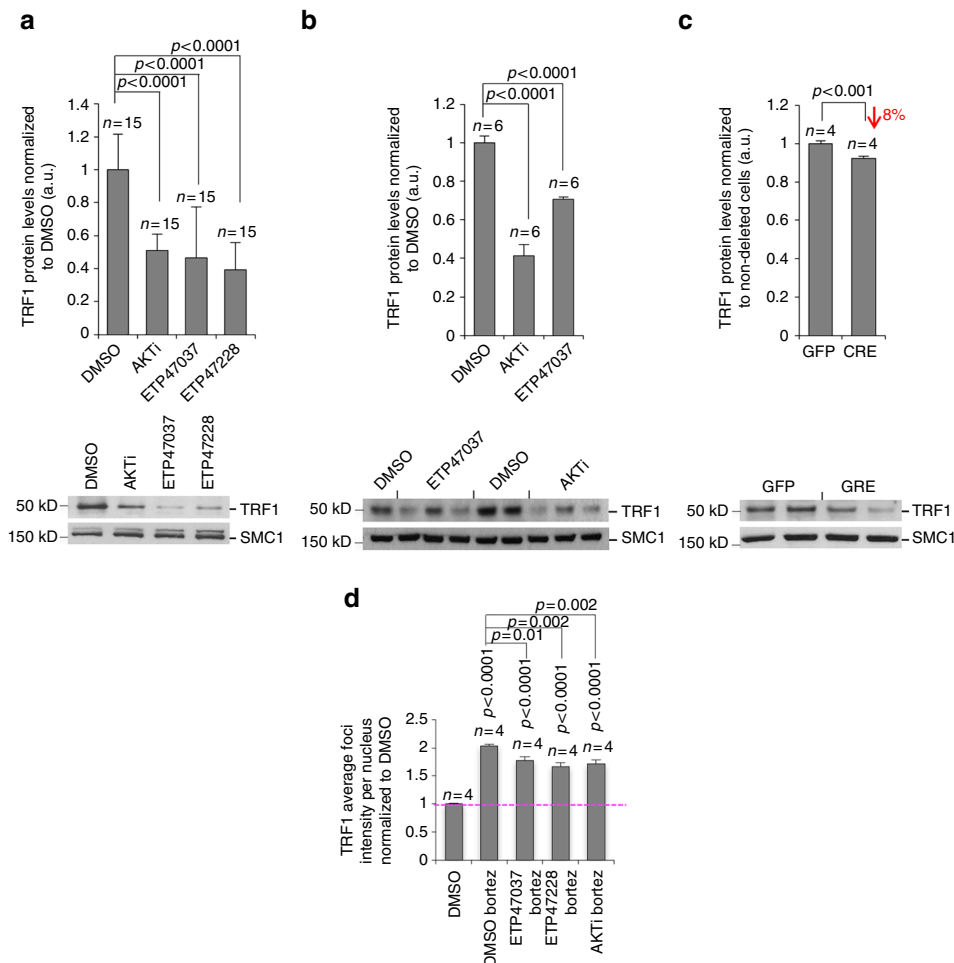 a
p<0.0001
p<0.0001
p<0.0001
TRF1 protein levels normalized
to DMSO (a.u.)
1.4
1.2
1
0.8
0.6
0.4
0.2
0
n=15
n=15
n=15
n=15
DMSO
AKTi
ETP47037
ETP47228
DMSO
AKTi
ETP47037
ETP47228
50 kD
TRF1
150 kD
SMC1
b
p<0.0001
p<0.0001
TRF1 protein levels normalized
to DMSO (a.u.)
1.2
1
0.8
0.6
0.4
0.2
0
n=6
n=6
n=6
DMSO
AKTi
ETP47037
DMSO
ETP47037
DMSO
AKTi
50 kD
TRF1
150 kD
SMC1
c
p<0.001
8%
TRF1 protein levels normalized
to non-deleted cells (a.u.)
1.2
1
0.8
0.6
0.4
0.2
0
n=4
n=4
GFP
CRE
GFP
GRE
50 kD
TRF1
150 kD
SMC1
d
p=0.002
p=0.002
p=0.01
p<0.0001
p<0.0001
p<0.0001
p<0.0001
TRF1 average foci
intensity per nucleus
normalized to DMSO
2.5
2
1.5
1
0.5
0
n=4
n=4
n=4
n=4
n=4
DMSO
DMSO bortez
ETP47037
bortez
ETP47228
bortez
AKTi bortez